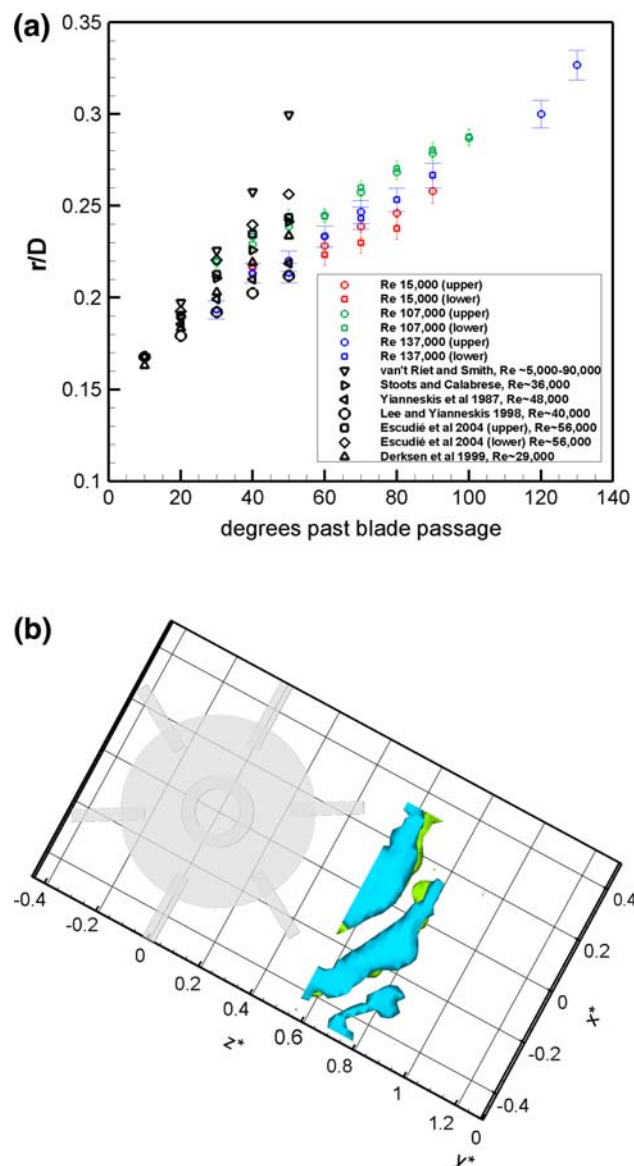 (a)
0.35
0.3
0.25
0.2
0.15
0.1
r/D
0 20 40 60 80 100 120 140
degrees past blade passage
Re 15,000 (upper)
Re 15,000 (lower)
Re 107,000 (upper)
Re 107,000 (lower)
Re 137,000 (upper)
Re 137,000 (lower)
van't Riet and Smith, Re ~5,000-90,000
Stoots and Calabrese, Re~36,000
Yianneskis et al 1987, Re~48,000
Lee and Yianneskis 1998, Re~40,000
Escudié et al 2004 (upper), Re~56,000
Escudié et al 2004 (lower) Re~56,000
Derksen et al 1999, Re~29,000
(b)
-0.4 -0.2 0 0.2 0.4 0.6 0.8 1 1.2
z*
0.4 0.2 0 -0.2 -0.4
x*
0
y*